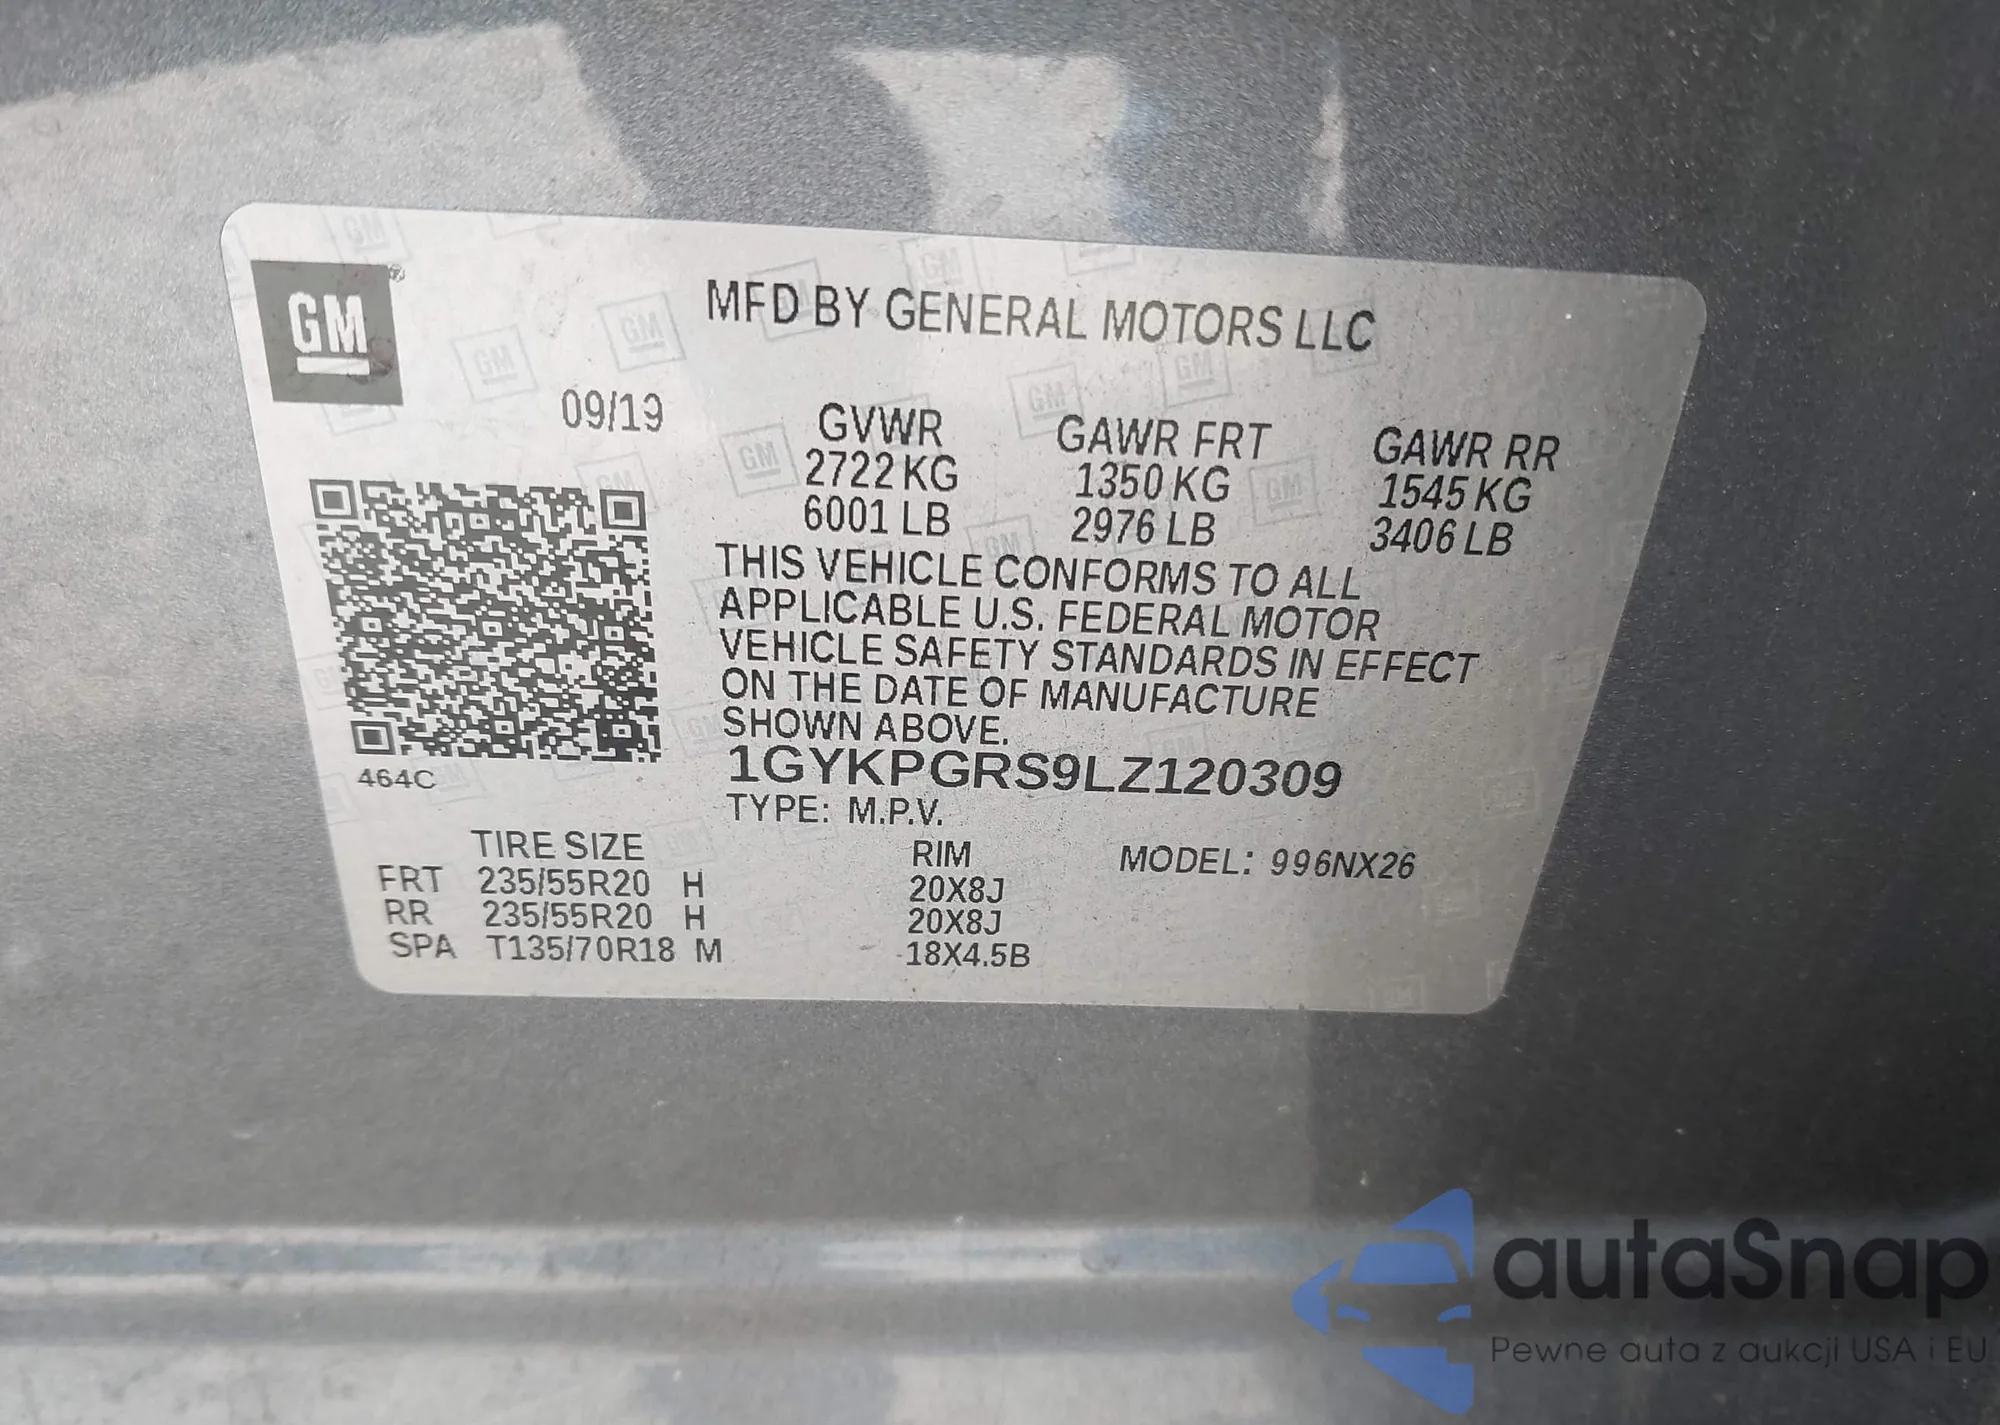 GM
MFD BY GENERAL MOTORS LLC
09/19
GVWR GAWR FRT GAWR RR
2722 KG 1350 KG 1545 KG
6001 LB 2976 LB 3406 LB
THIS VEHICLE CONFORMS TO ALL
APPLICABLE U.S. FEDERAL MOTOR
VEHICLE SAFETY STANDARDS IN EFFECT
ON THE DATE OF MANUFACTURE
SHOWN ABOVE.
464C
1GYKPGRS9LZ120309
TYPE: M.P.V.
TIRE SIZE RIM MODEL: 996NX26
FRT 235/55R20 H 20X8J
RR 235/55R20 H 20X8J
SPA T135/70R18 M 18X4.5B
autaSnap
Pewne auta z aukcji USA i EU